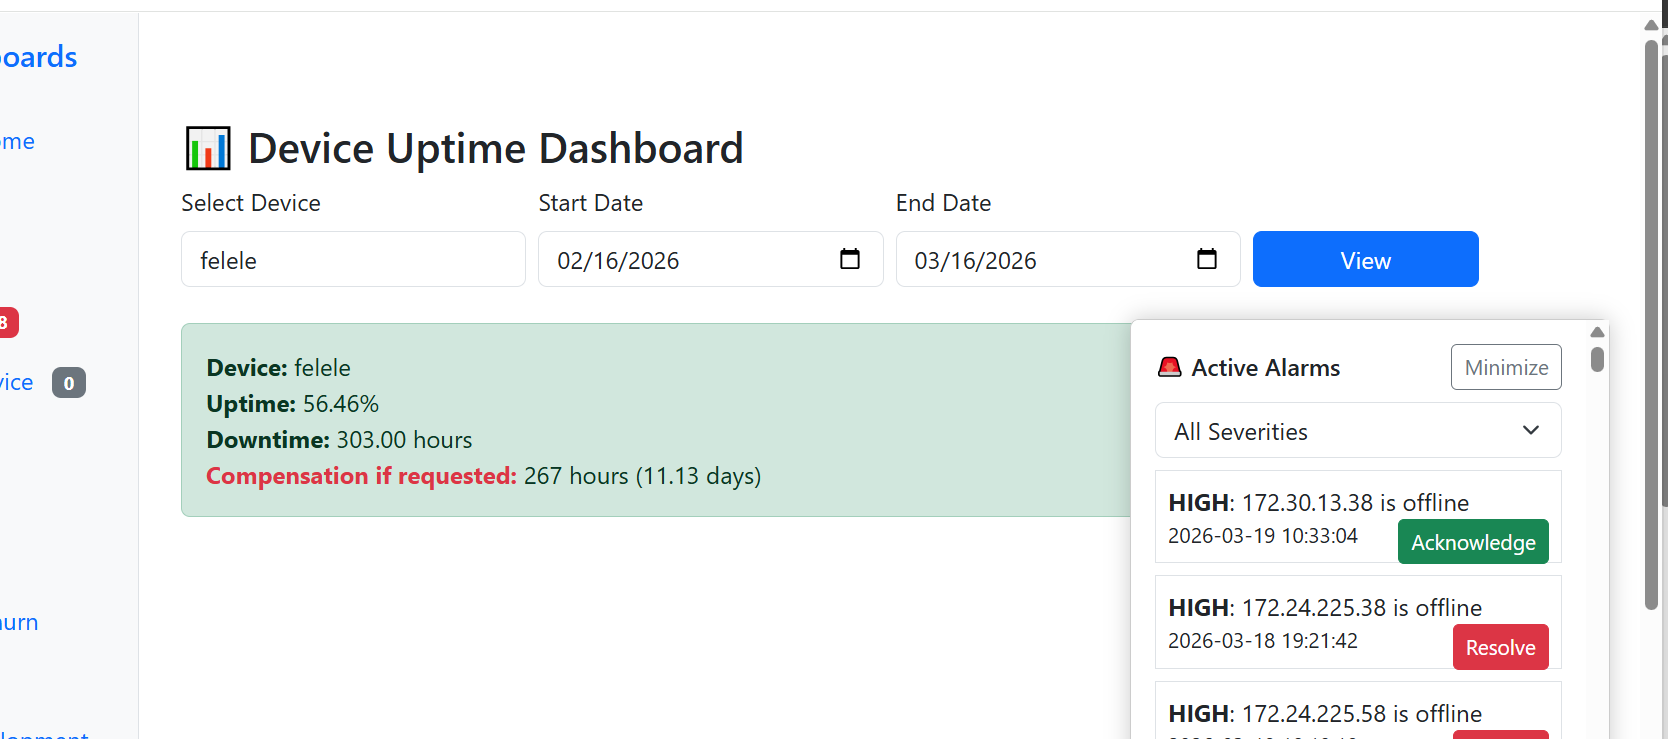 oards
ome
8
vice 0
urn
Device Uptime Dashboard
Select Device
felele
Start Date
02/16/2026
End Date
03/16/2026
View
Device: felele
Uptime: 56.46%
Downtime: 303.00 hours
Compensation if requested: 267 hours (11.13 days)
Active Alarms
Minimize
All Severities
HIGH: 172.30.13.38 is offline
2026-03-19 10:33:04
Acknowledge
HIGH: 172.24.225.38 is offline
2026-03-18 19:21:42
Resolve
HIGH: 172.24.225.58 is offline